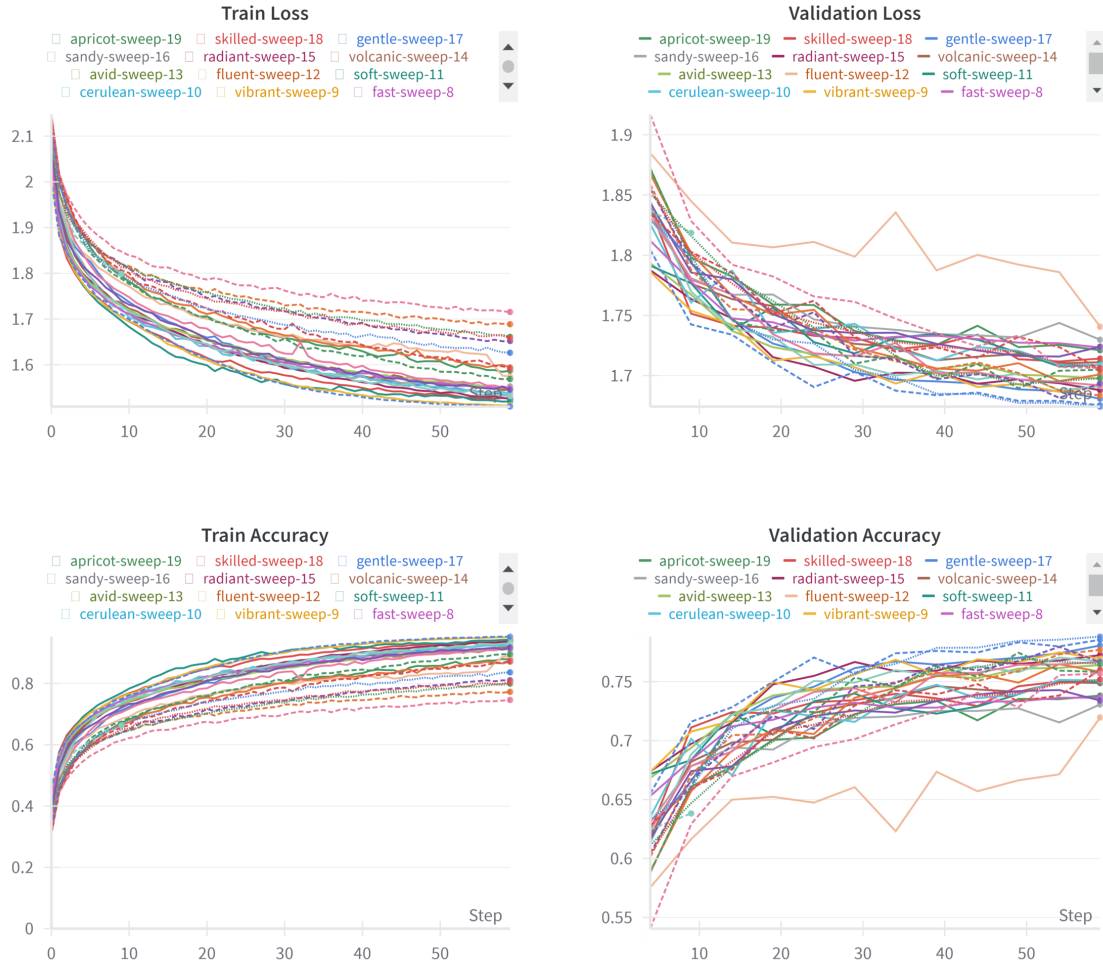 Train Loss
apricot-sweep-19 skilled-sweep-18 gentle-sweep-17
sandy-sweep-16 radiant-sweep-15 volcanic-sweep-14
avid-sweep-13 fluent-sweep-12 soft-sweep-11
cerulean-sweep-10 vibrant-sweep-9 fast-sweep-8
2.1
2
1.9
1.8
1.7
1.6
Step
0 10 20 30 40 50
Validation Loss
apricot-sweep-19 skilled-sweep-18 gentle-sweep-17
sandy-sweep-16 radiant-sweep-15 volcanic-sweep-14
avid-sweep-13 fluent-sweep-12 soft-sweep-11
cerulean-sweep-10 vibrant-sweep-9 fast-sweep-8
1.9
1.85
1.8
1.75
1.7
Step
10 20 30 40 50
Train Accuracy
apricot-sweep-19 skilled-sweep-18 gentle-sweep-17
sandy-sweep-16 radiant-sweep-15 volcanic-sweep-14
avid-sweep-13 fluent-sweep-12 soft-sweep-11
cerulean-sweep-10 vibrant-sweep-9 fast-sweep-8
0.8
0.6
0.4
0.2
0
Step
0 10 20 30 40 50
Validation Accuracy
apricot-sweep-19 skilled-sweep-18 gentle-sweep-17
sandy-sweep-16 radiant-sweep-15 volcanic-sweep-14
avid-sweep-13 fluent-sweep-12 soft-sweep-11
cerulean-sweep-10 vibrant-sweep-9 fast-sweep-8
0.75
0.7
0.65
0.6
0.55
Step
10 20 30 40 50